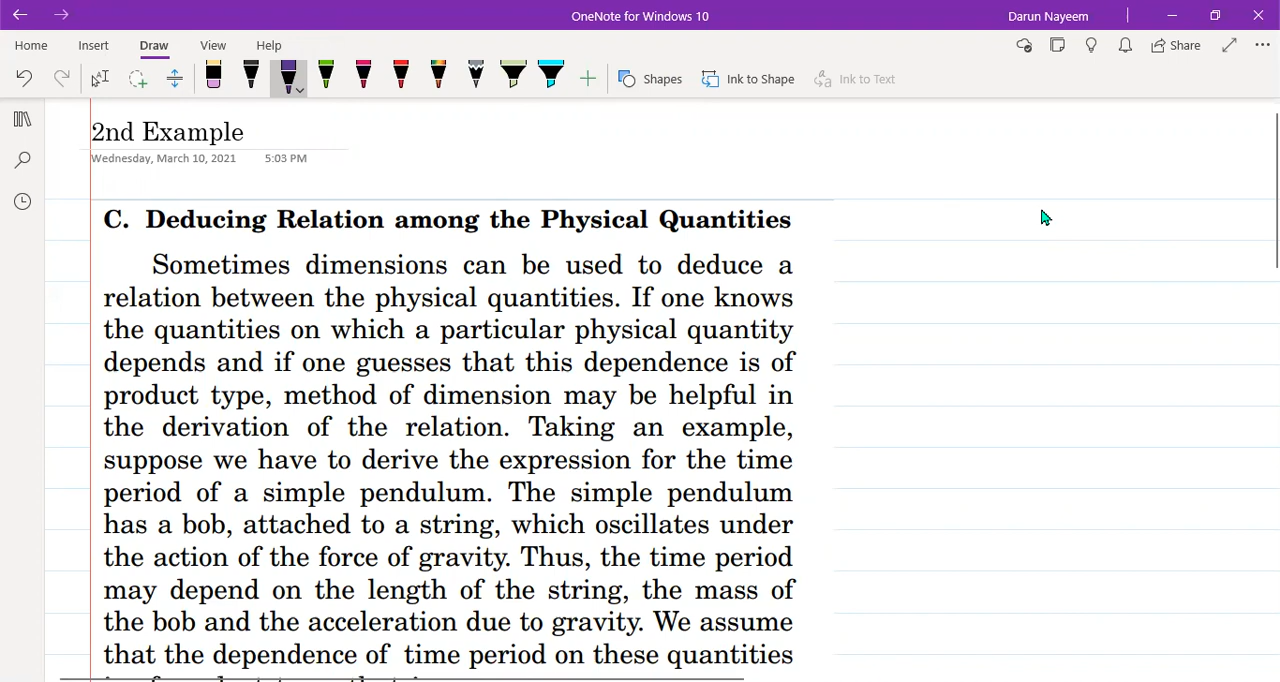 OneNote for Windows 10
Darun Nayeem
Home Insert Draw View Help
Share
Shapes Ink to Shape Ink to Text
2nd Example
Wednesday, March 10, 2021 5:03 PM
C. Deducing Relation among the Physical Quantities
Sometimes dimensions can be used to deduce a
relation between the physical quantities. If one knows
the quantities on which a particular physical quantity
depends and if one guesses that this dependence is of
product type, method of dimension may be helpful in
the derivation of the relation. Taking an example,
suppose we have to derive the expression for the time
period of a simple pendulum. The simple pendulum
has a bob, attached to a string, which oscillates under
the action of the force of gravity. Thus, the time period
may depend on the length of the string, the mass of
the bob and the acceleration due to gravity. We assume
that the dependence of time period on these quantities